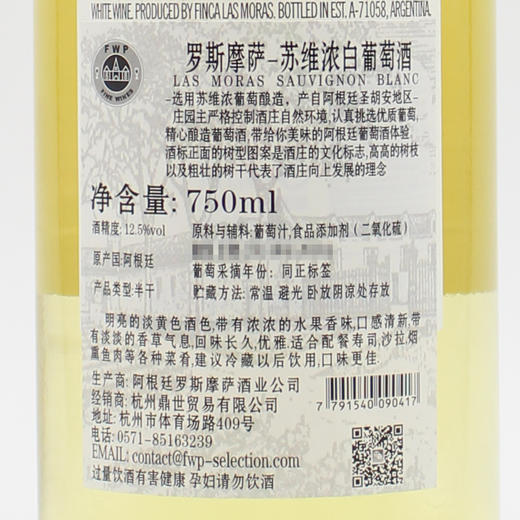 WHITE WINE. PRODUCED BY FINCA LAS MORAS. BOTTLED IN EST. A-71058, ARGENTINA.
FWP
FINE WINES
罗斯摩萨-苏维浓白葡萄酒
LAS MORAS SAUVIGNON BLANC
-选用苏维浓葡萄酿造，产自阿根廷圣胡安地区-
庄园主严格控制酒庄自然环境,认真挑选优质葡萄,
精心酿造葡萄酒,带给你美味的阿根廷葡萄酒体验.
酒标正面的树型图案是酒庄的文化标志,高高的树枝
以及粗壮的树干代表了酒庄向上发展的理念
净含量:750ml
酒精度: 12.5%vol
原料与辅料:葡萄汁,食品添加剂（二氧化硫）
原产国:阿根廷
葡萄采摘年份: 同正标签
产品类型:半干
贮藏方法: 常温 避光 卧放阴凉处存放
明亮的淡黄色酒色,带有浓浓的水果香味,口感清新,带
有淡淡的香草气息,回味长久,优雅.适合配餐寿司,沙拉,烟
熏鱼肉等各种菜肴.建议冷藏以后饮用,口味更佳.
生产商: 阿根廷罗斯摩萨酒业公司
经销商: 杭州鼎世贸易有限公司
地址: 杭州市体育场路409号
电话: 0571-85163239
EMAIL: contact@fwp-selection.com
过量饮酒有害健康 孕妇请勿饮酒
7 791540 090417